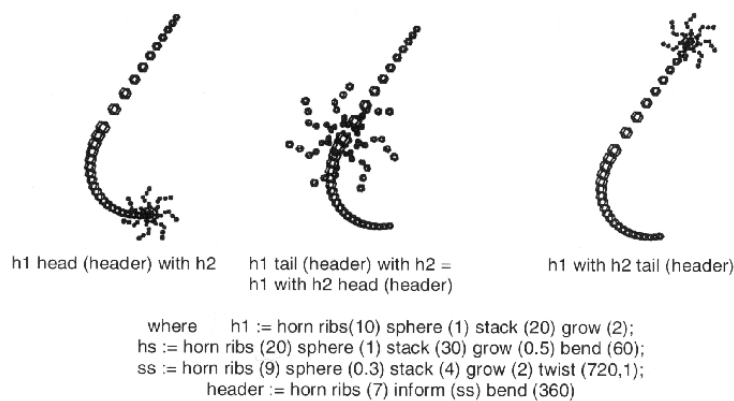 h1 head (header) with h2
h1 tail (header) with h2 =
h1 with h2 head (header)
h1 with h2 tail (header)
where h1 := horn ribs(10) sphere (1) stack (20) grow (2);
hs := horn ribs (20) sphere (1) stack (30) grow (0.5) bend (60);
ss := horn ribs (9) sphere (0.3) stack (4) grow (2) twist (720,1);
header := horn ribs (7) inform (ss) bend (360)